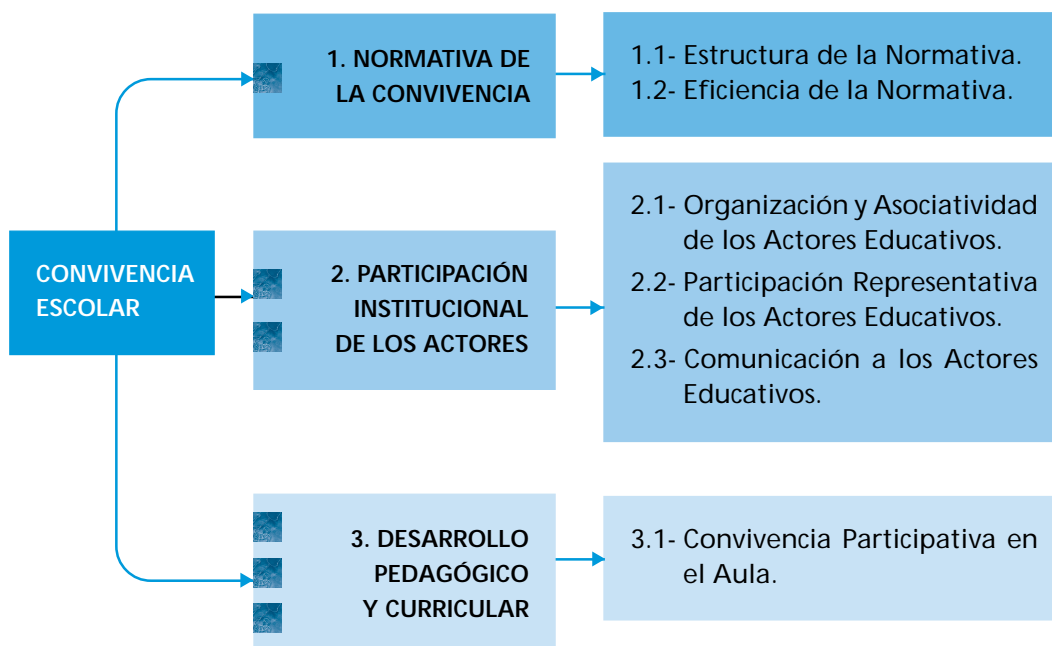 CONVIVENCIA
ESCOLAR
1. NORMATIVA DE
LA CONVIVENCIA
1.1- Estructura de la Normativa.
1.2- Eficiencia de la Normativa.
2. PARTICIPACIÓN
INSTITUCIONAL
DE LOS ACTORES
2.1- Organización y Asociatividad
de los Actores Educativos.
2.2- Participación Representativa
de los Actores Educativos.
2.3- Comunicación a los Actores
Educativos.
3. DESARROLLO
PEDAGÓGICO
Y CURRICULAR
3.1- Convivencia Participativa en
el Aula.